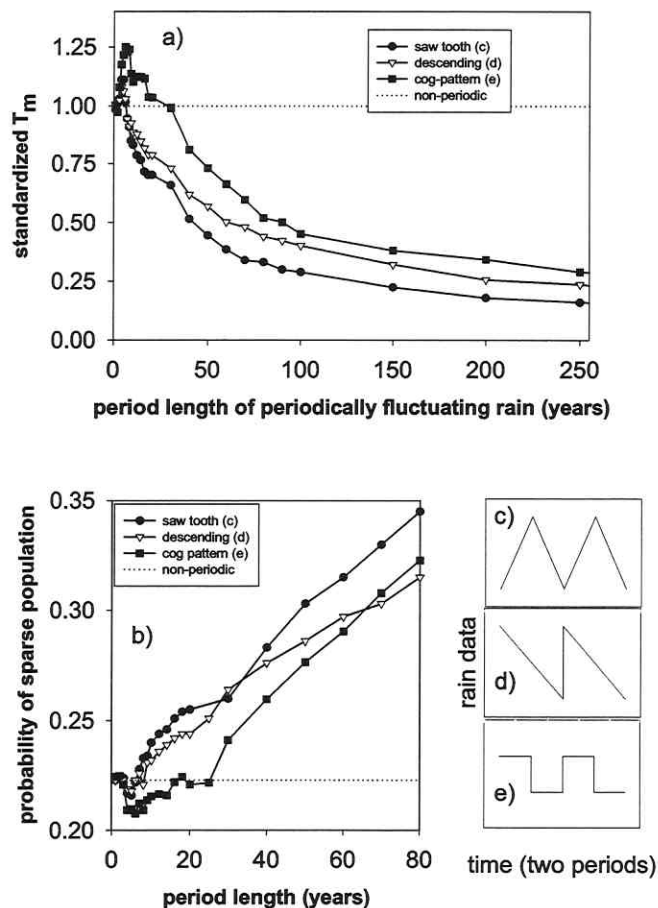 a)
saw tooth (c)
descending (d)
cog-pattern (e)
non-periodic
standardized Tm
1.25
1.00
0.75
0.50
0.25
0.00
0 50 100 150 200 250
period length of periodically fluctuating rain (years)
0.35
0.30
0.25
0.20
probability of sparse population
saw tooth (c)
descending (d)
cog pattern (e)
non-periodic
b)
0 20 40 60 80
period length (years)
c)
d)
e)
rain data
time (two periods)